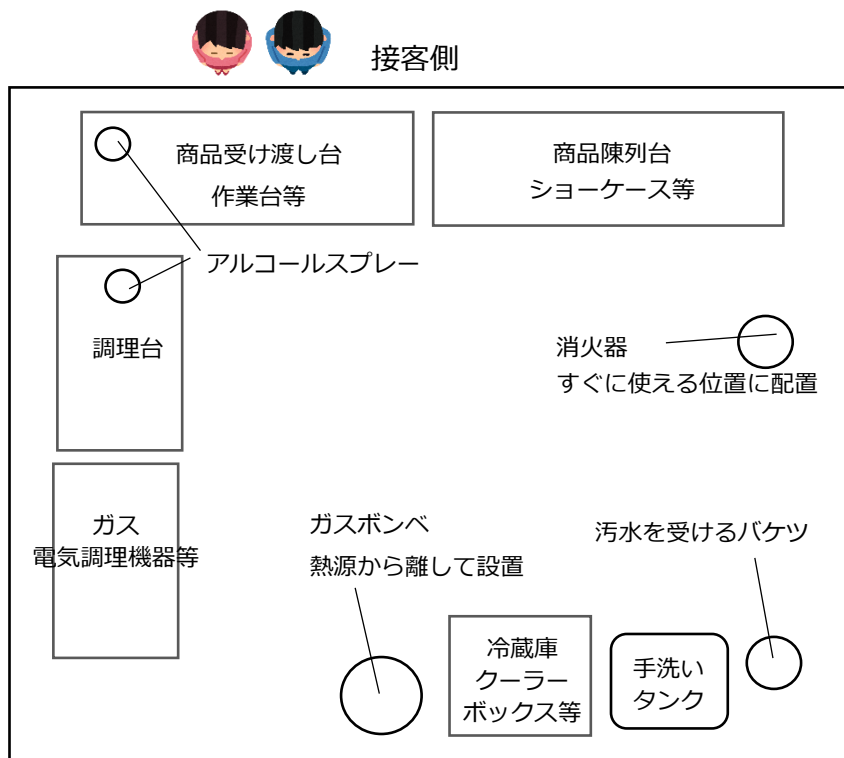 接客側
商品受け渡し台
作業台等
商品陳列台
ショーケース等
アルコールスプレー
調理台
消火器
すぐに使える位置に配置
ガス
電気調理機器等
ガスボンベ
熱源から離して設置
汚水を受けるバケツ
冷蔵庫
クーラー
ボックス等
手洗い
タンク